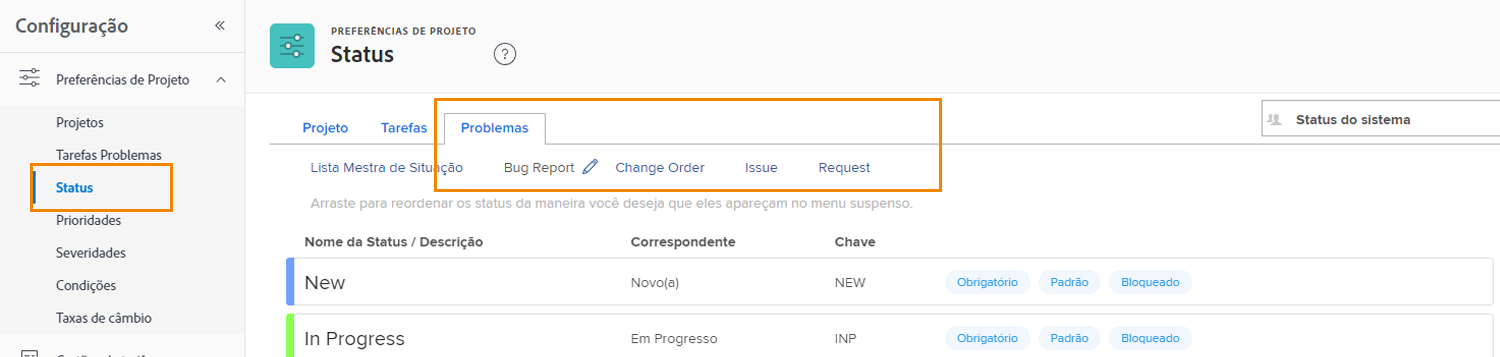 Configuração
Preferências de Projeto
Projetos
Tarefas Problemas
Status
Prioridades
Severidades
Condições
Taxas de câmbio
PREFERÊNCIAS DE PROJETO
Status
?
Projeto Tarefas Problemas
Status do sistema
Lista Mestra de Situação Bug Report Change Order Issue Request
Arraste para reordenar os status da maneira você deseja que eles apareçam no menu suspenso.
Nome da Status / Descrição Correspondente Chave
New Novo(a) NEW Obrigatório Padrão Bloqueado
In Progress Em Progresso INP Obrigatório Padrão Bloqueado